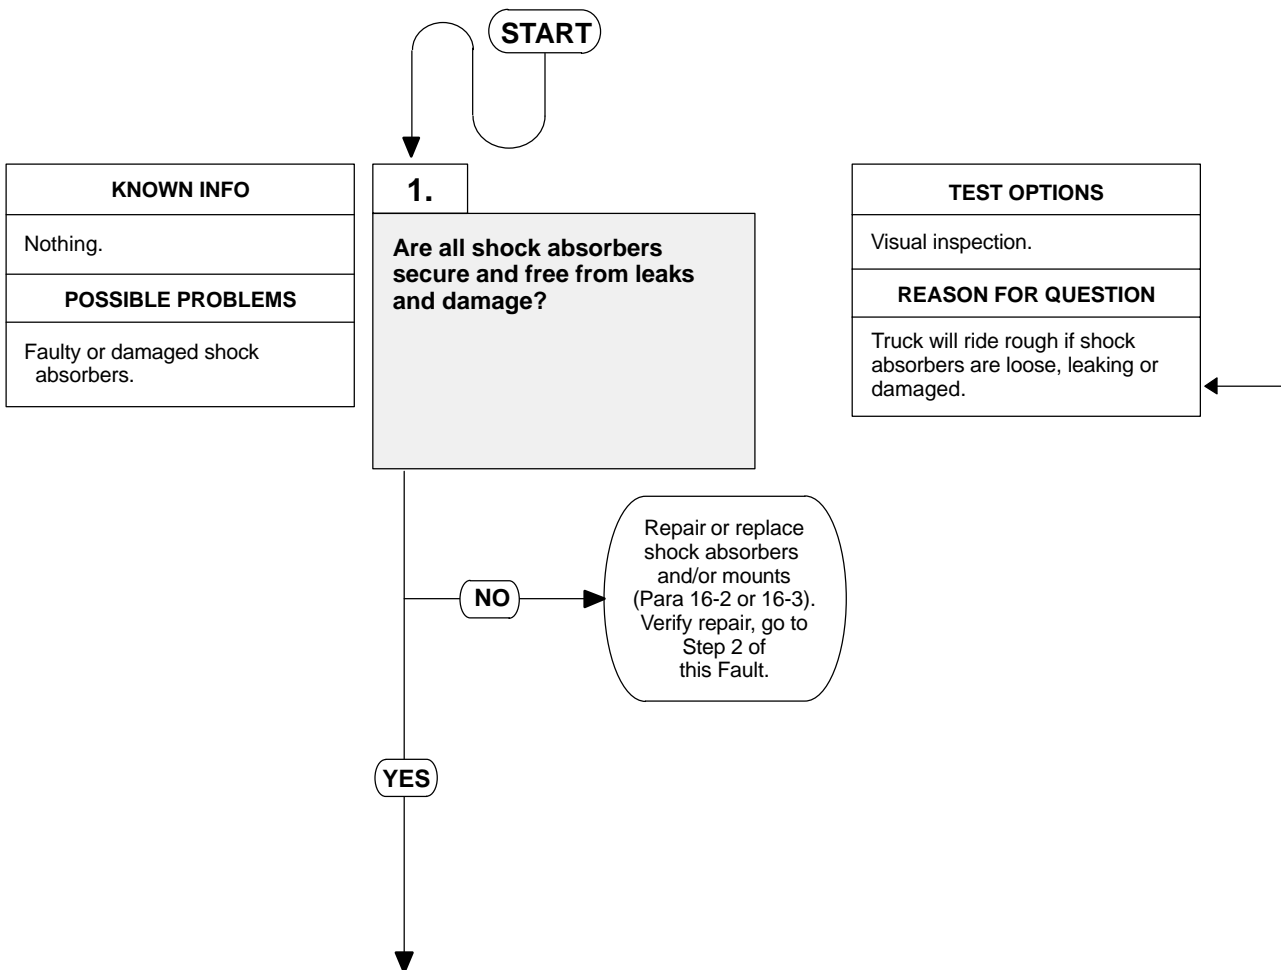 START
KNOWN INFO
Nothing.
POSSIBLE PROBLEMS
Faulty or damaged shock
absorbers.
1.
Are all shock absorbers
secure and free from leaks
and damage?
TEST OPTIONS
Visual inspection.
REASON FOR QUESTION
Truck will ride rough if shock
absorbers are loose, leaking or
damaged.
NO
Repair or replace
shock absorbers
and/or mounts
(Para 16-2 or 16-3).
Verify repair, go to
Step 2 of
this Fault.
YES